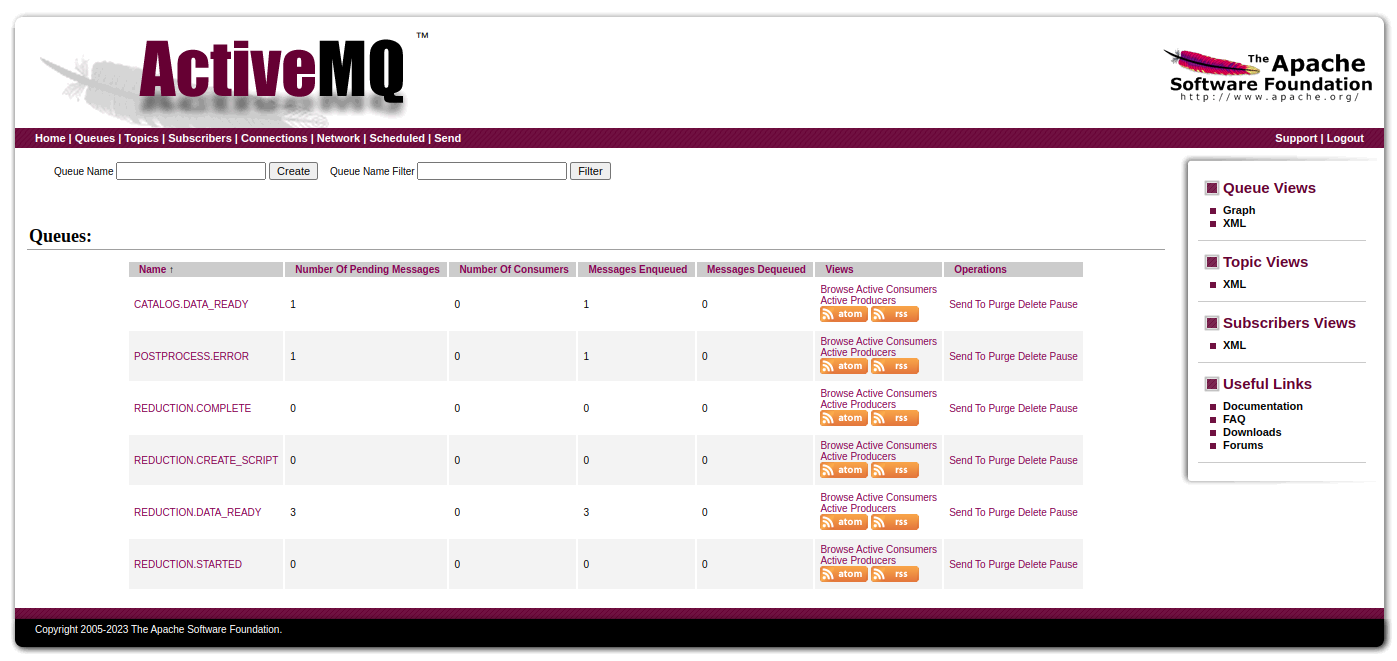 ActiveMQ ™
The Apache
Software Foundation
http://www.apache.org/
Home | Queues | Topics | Subscribers | Connections | Network | Scheduled | Send
Support | Logout
Queue Name Create Queue Name Filter Filter
Queues:
Name ↑ Number Of Pending Messages Number Of Consumers Messages Enqueued Messages Dequeued Views Operations
CATALOG.DATA_READY 1 0 1 0 Browse Active Consumers Send To Purge Delete Pause
Active Producers
atom rss
POSTPROCESS.ERROR 1 0 1 0 Browse Active Consumers Send To Purge Delete Pause
Active Producers
atom rss
REDUCTION.COMPLETE 0 0 0 0 Browse Active Consumers Send To Purge Delete Pause
Active Producers
atom rss
REDUCTION.CREATE_SCRIPT 0 0 0 0 Browse Active Consumers Send To Purge Delete Pause
Active Producers
atom rss
REDUCTION.DATA_READY 3 0 3 0 Browse Active Consumers Send To Purge Delete Pause
Active Producers
atom rss
REDUCTION.STARTED 0 0 0 0 Browse Active Consumers Send To Purge Delete Pause
Active Producers
atom rss
Queue Views
Graph
XML
Topic Views
XML
Subscribers Views
XML
Useful Links
Documentation
FAQ
Downloads
Forums
Copyright 2005-2023 The Apache Software Foundation.